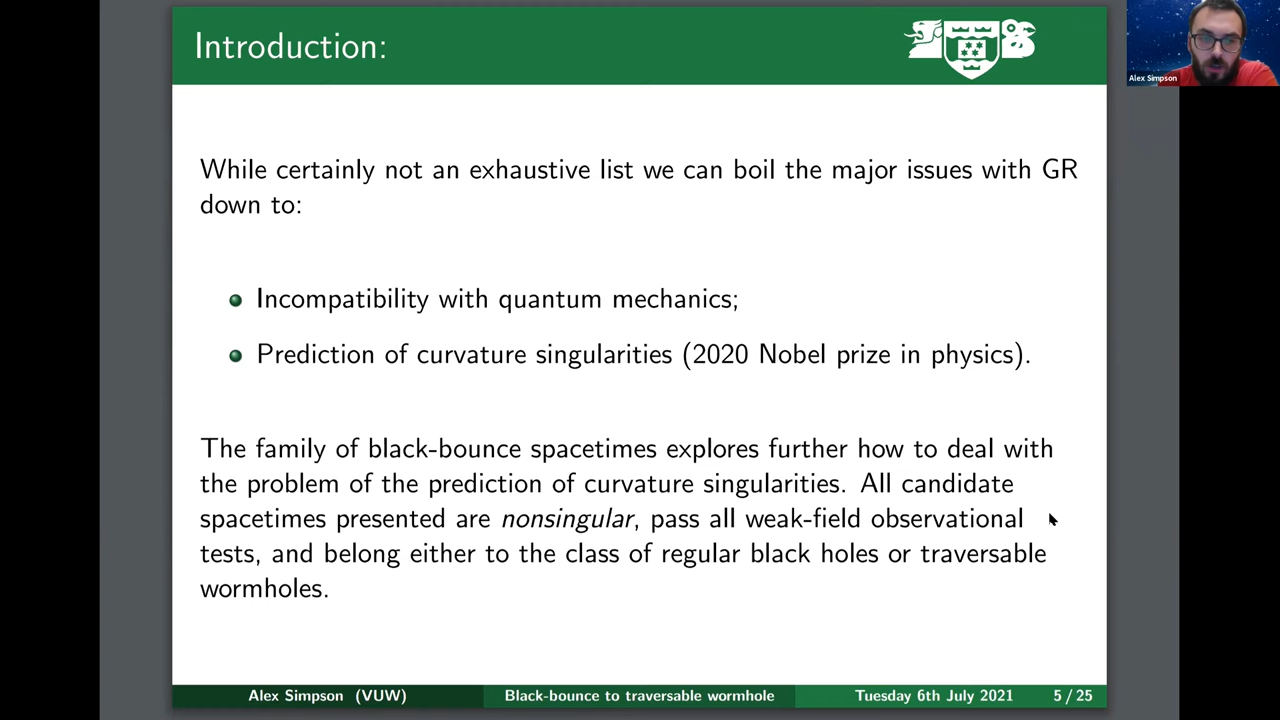 Introduction:
Alex Simpson
While certainly not an exhaustive list we can boil the major issues with GR
down to:
Incompatibility with quantum mechanics;
Prediction of curvature singularities (2020 Nobel prize in physics).
The family of black-bounce spacetimes explores further how to deal with
the problem of the prediction of curvature singularities. All candidate
spacetimes presented are nonsingular, pass all weak-field observational
tests, and belong either to the class of regular black holes or traversable
wormholes.
Alex Simpson (VUW) Black-bounce to traversable wormhole Tuesday 6th July 2021 5 / 25